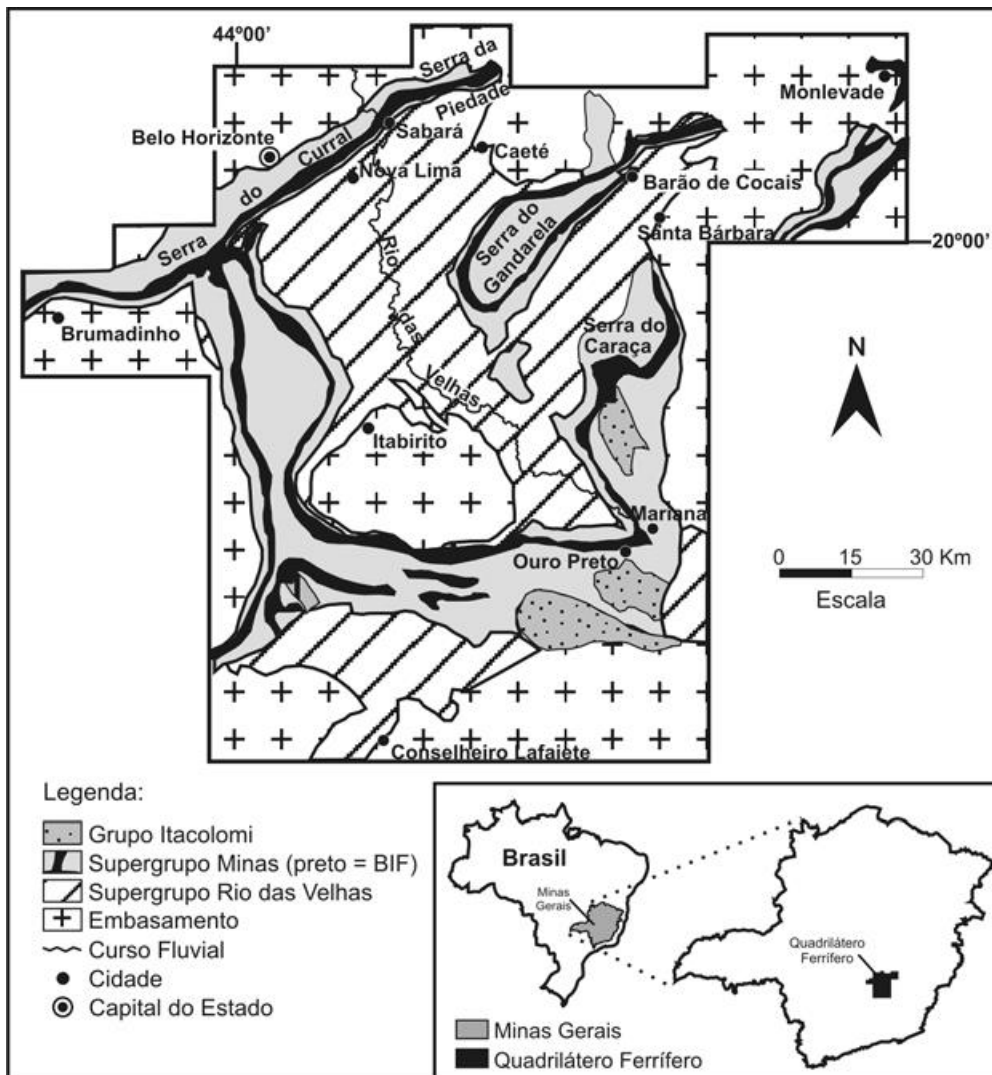 44º00'
Serra da
Piedade
Monlevade
Belo Horizonte
Curral
Sabará
Caeté
Nova Lima
do
Barão de Cocais
Serra do
Gandarela
Santa Bárbara
Serra
20º00'
Rio
das
Velhas
Brumadinho
Serra do
Caraça
N
Itabirito
Mariana
Ouro Preto
0 15 30 Km
Escala
Conselheiro Lafaiete
Legenda:
Grupo Itacolomi
Supergrupo Minas (preto = BIF)
Supergrupo Rio das Velhas
Embasamento
Curso Fluvial
Cidade
Capital do Estado
Brasil
Minas
Gerais
Quadrilátero
Ferrífero
Minas Gerais
Quadrilátero Ferrífero